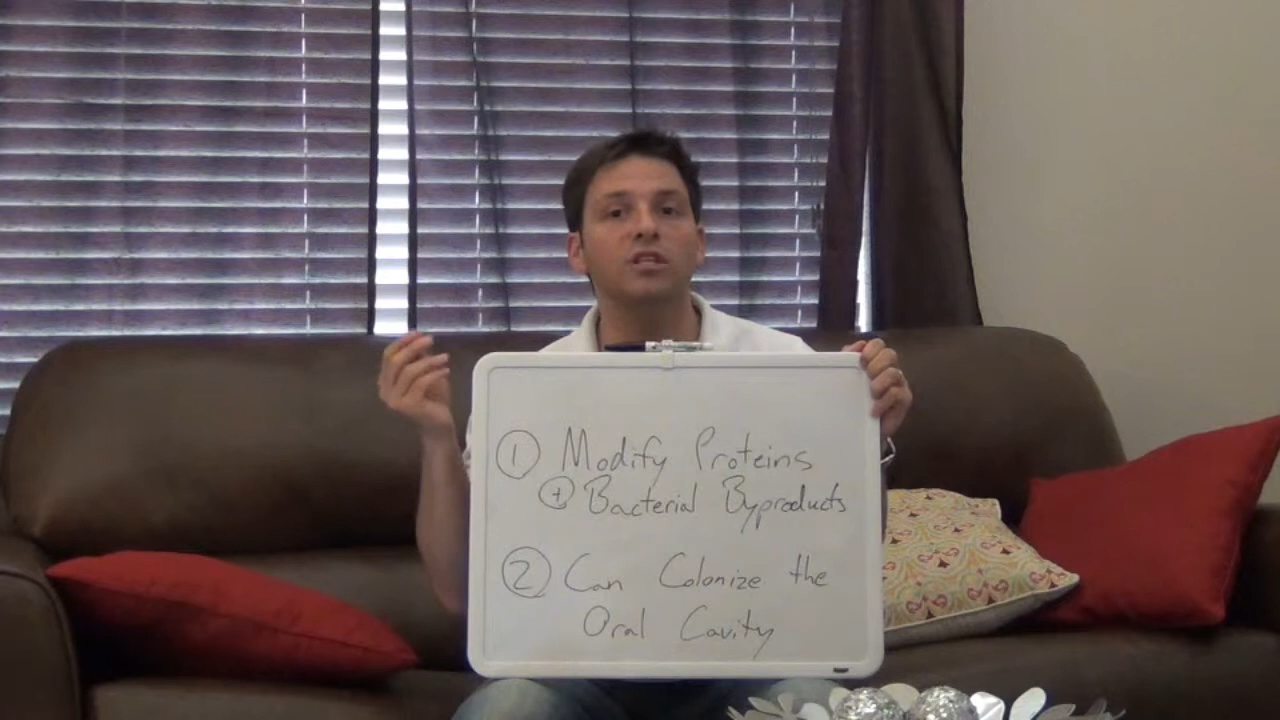 ① Modify Proteins
⊕ Bacterial Byproducts
② Can Colonize the
Oral Cavity